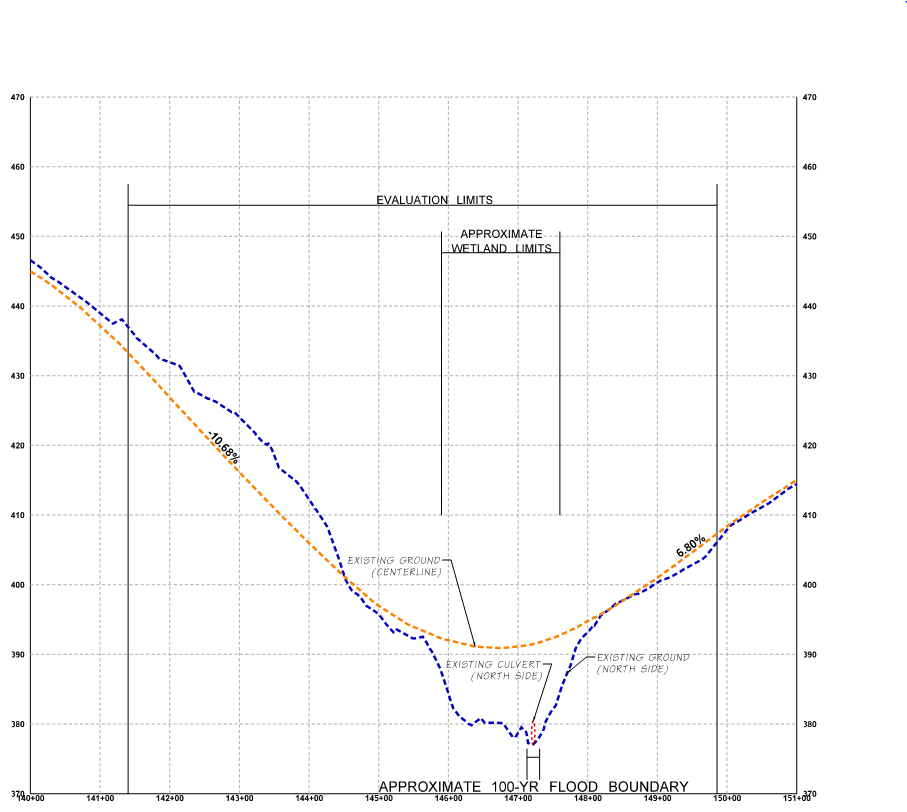 470 470
460 460
EVALUATION LIMITS
450 450
APPROXIMATE
WETLAND LIMITS
440 440
430 430
420 420
-10.68%
410 410
6.80%
EXISTING GROUND
(CENTERLINE)
400 400
390 390
EXISTING CULVERT
(NORTH SIDE)
EXISTING GROUND
(NORTH SIDE)
380 380
APPROXIMATE 100-YR FLOOD BOUNDARY
370 370
140+00 141+00 142+00 143+00 144+00 145+00 146+00 147+00 148+00 149+00 150+00 151+00